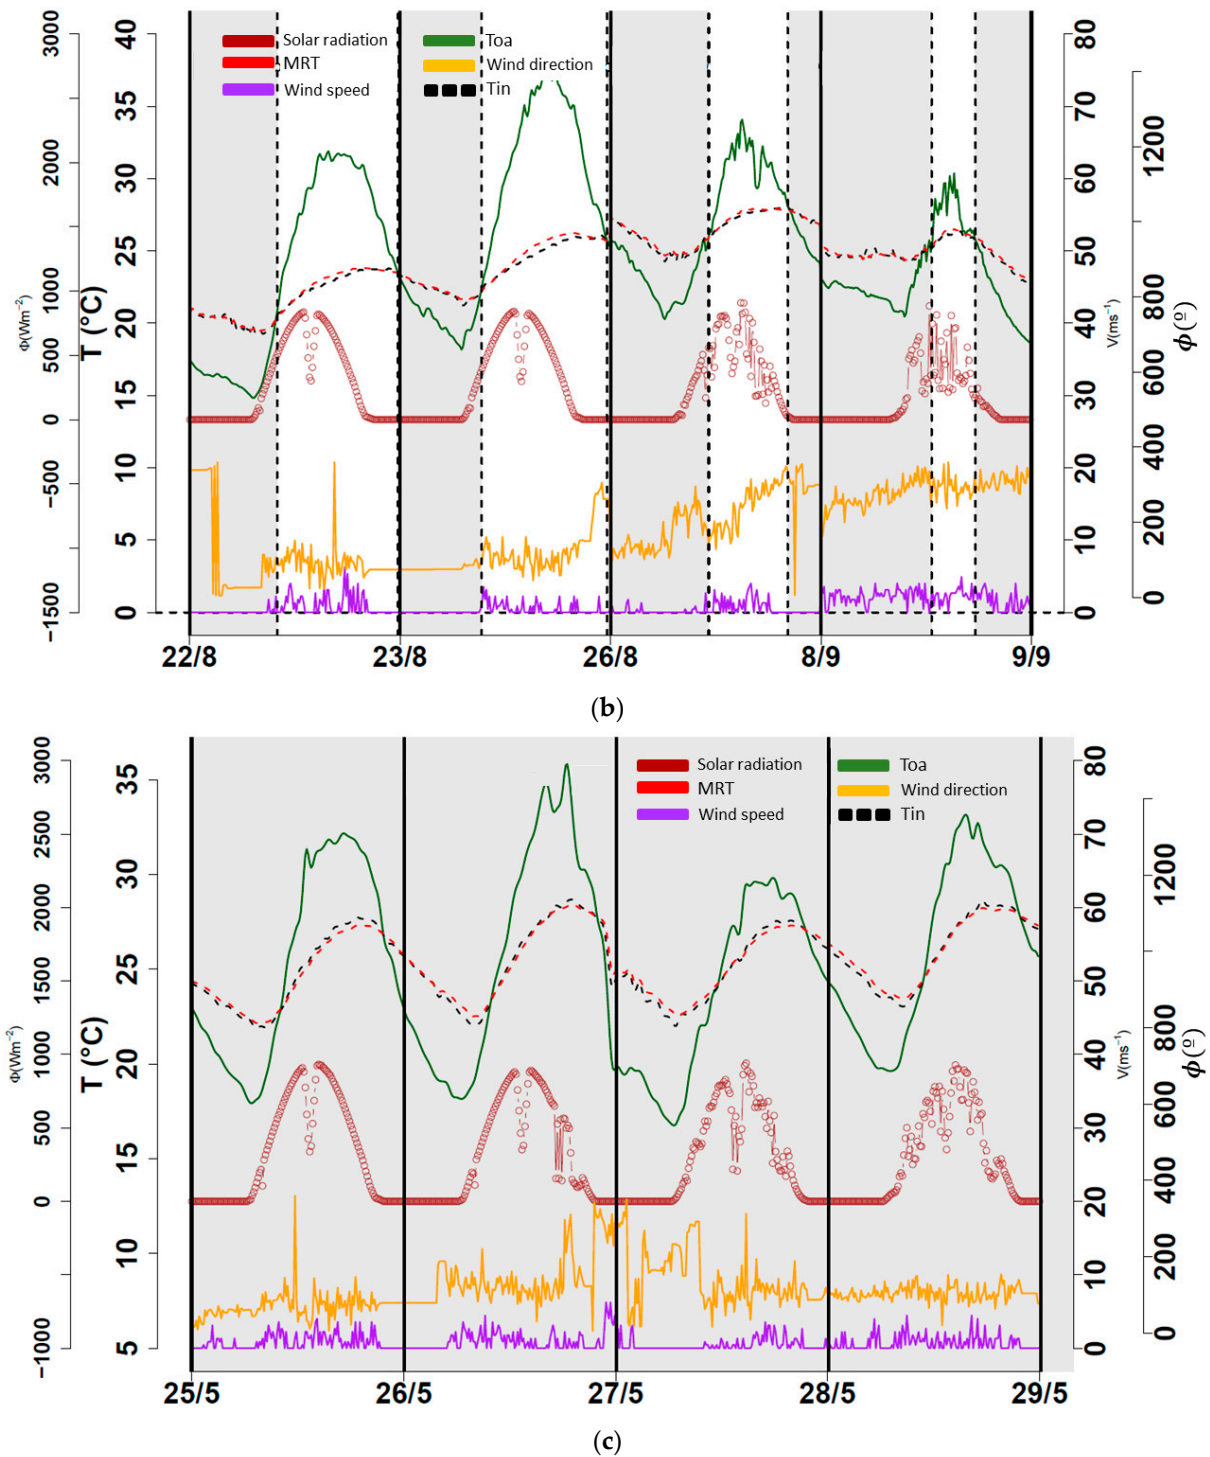 3000
2000
1000
500
0
−500
−1500
Φ(Wm−2)
40
35
30
25
20
15
10
5
0
T (°C)
Solar radiation
MRT
Wind speed
Toa
Wind direction
Tin
80
70
60
50
40
30
20
10
0
V(ms−1)
1200
800
600
400
200
0
ϕ(º)
22/8 23/8 26/8 8/9 9/9
(b)
3000
2500
2000
1500
1000
500
0
−1000
Φ(Wm−2)
35
30
25
20
15
10
5
T (°C)
Solar radiation
MRT
Wind speed
Toa
Wind direction
Tin
80
70
60
50
40
30
20
10
0
V(ms−1)
1200
800
600
400
200
0
ϕ(º)
25/5 26/5 27/5 28/5 29/5
(c)